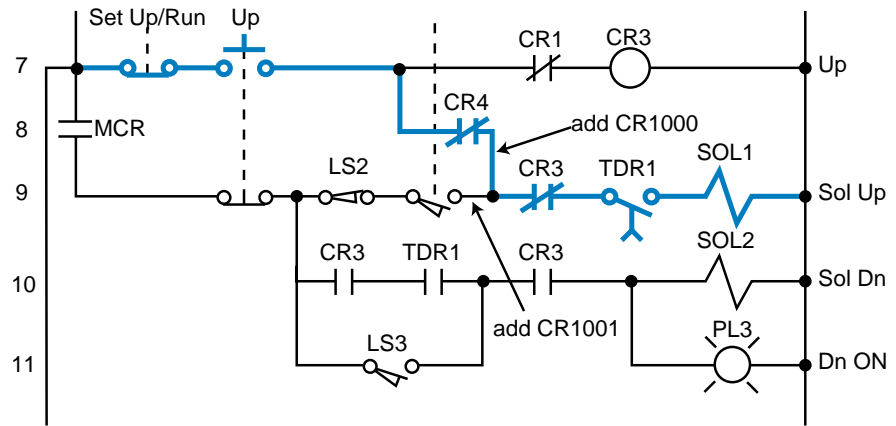 Set Up/Run Up
7 CR1 CR3 Up
CR4
8 MCR add CR1000
LS2 CR3 TDR1 SOL1
9 Sol Up
CR3 TDR1 CR3 SOL2
10 Sol Dn
add CR1001
LS3 PL3
11 Dn ON